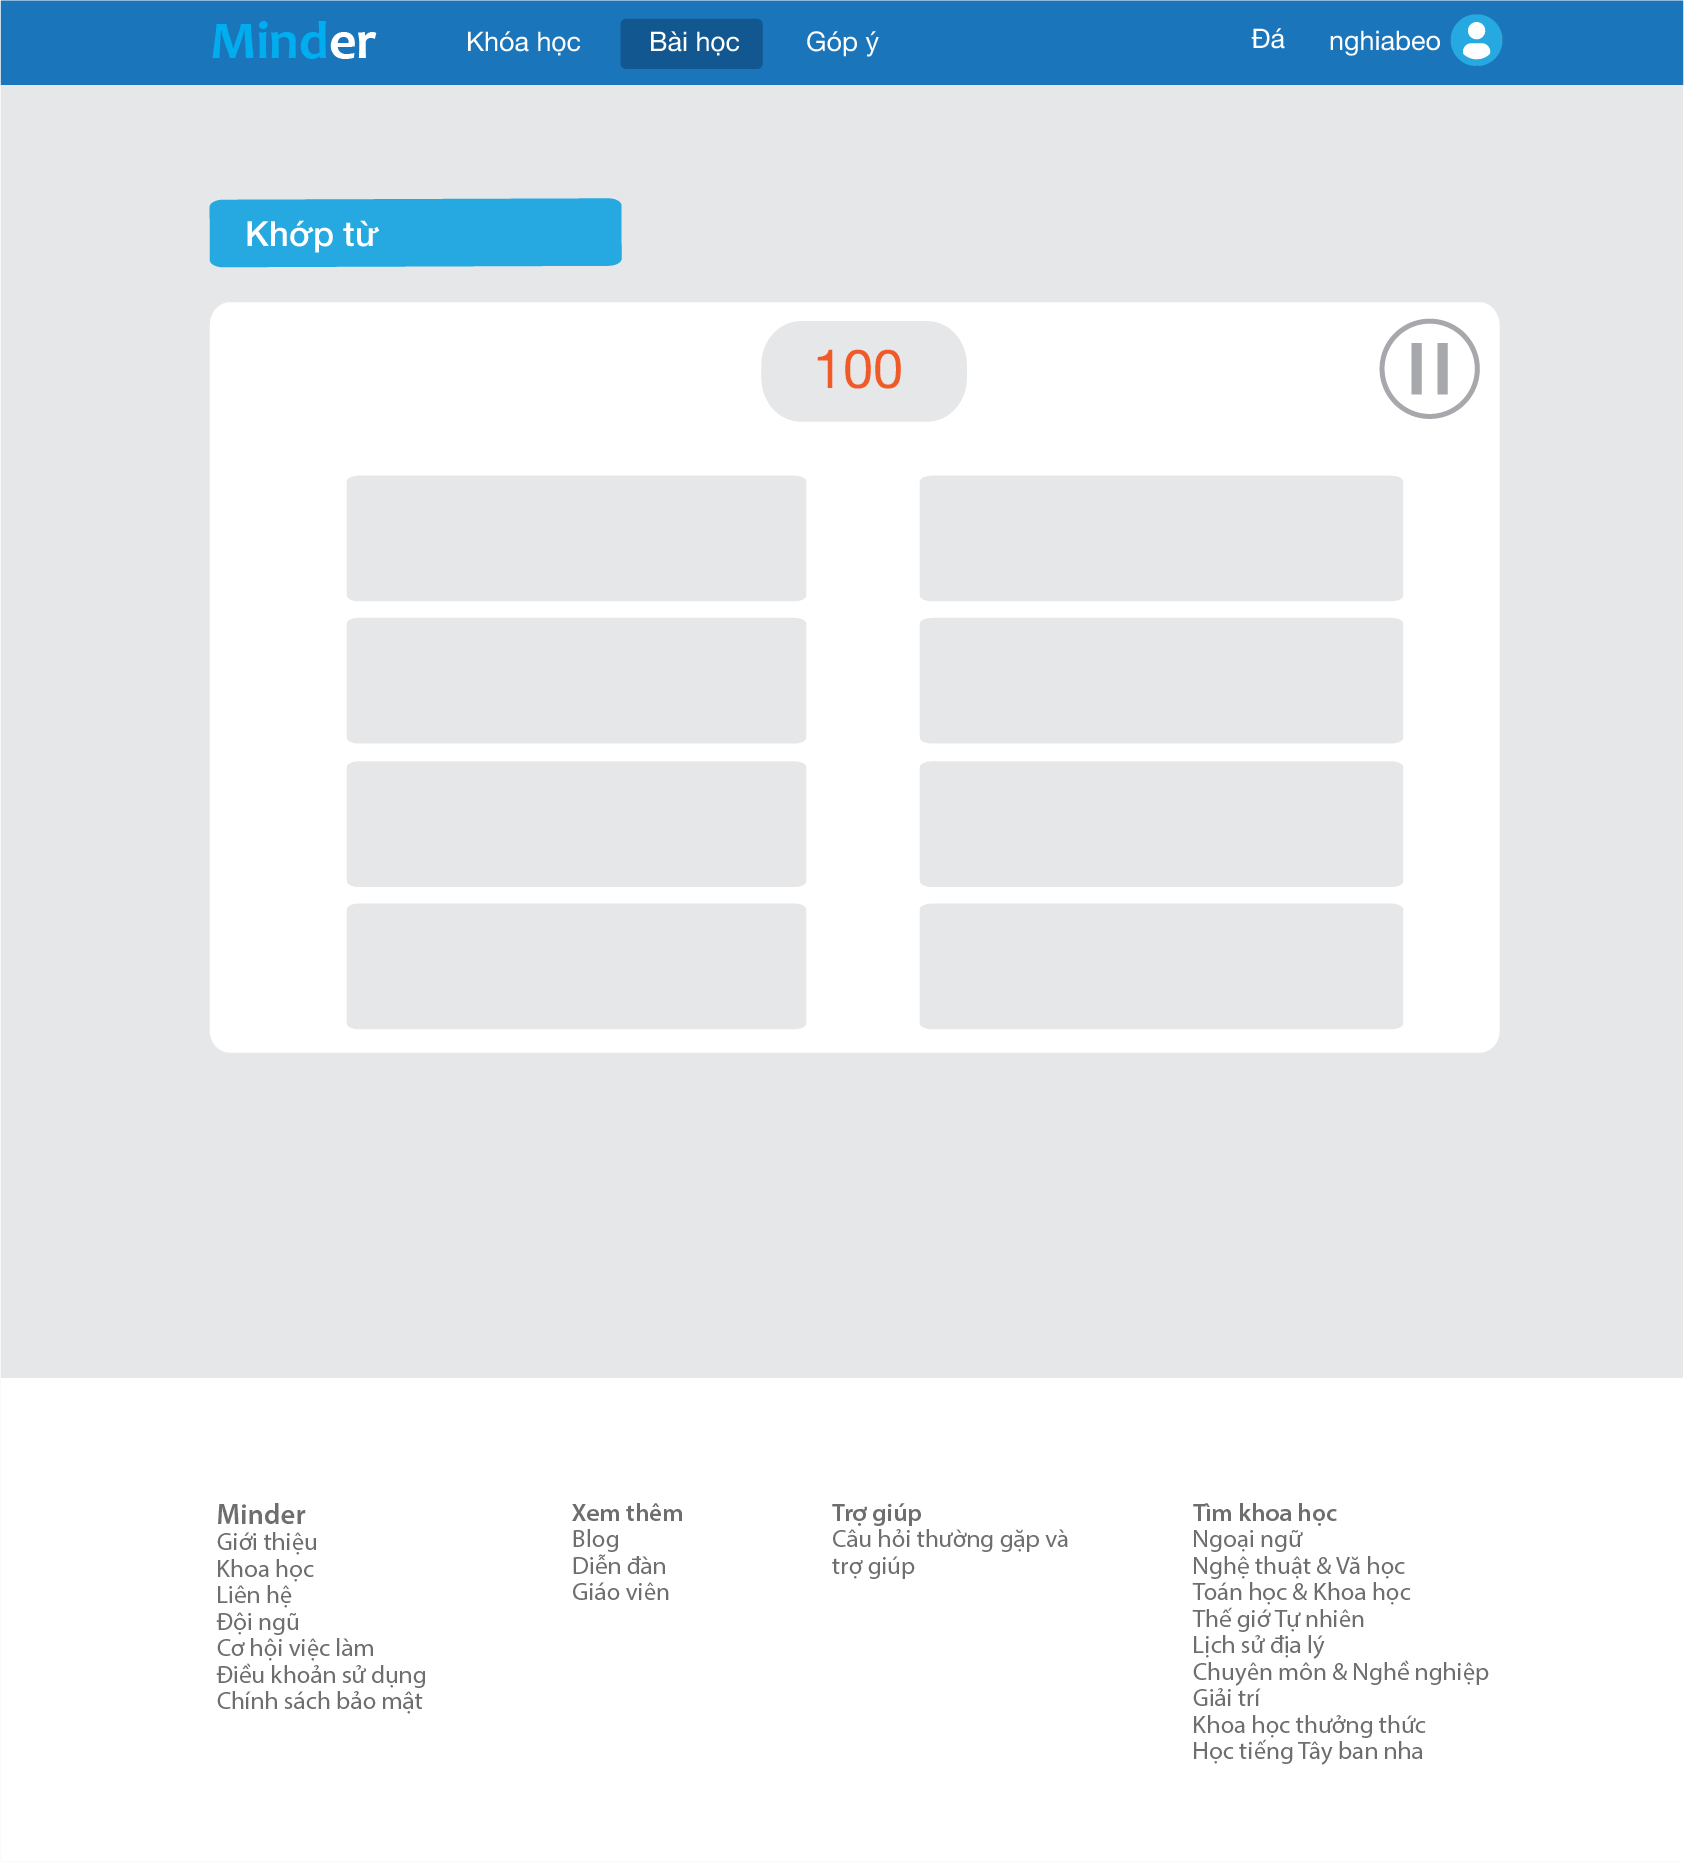 Minder
Khóa học
Bài học
Góp ý
Đá
nghiabeo
Khớp từ
100
Minder
Giới thiệu
Khoa học
Liên hệ
Đội ngũ
Cơ hội việc làm
Điều khoản sử dụng
Chính sách bảo mật
Xem thêm
Blog
Diễn đàn
Giáo viên
Trợ giúp
Câu hỏi thường gặp và
trợ giúp
Tìm khoa học
Ngoại ngữ
Nghệ thuật & Vă học
Toán học & Khoa học
Thế giớ Tự nhiên
Lịch sử địa lý
Chuyên môn & Nghề nghiệp
Giải trí
Khoa học thưởng thức
Học tiếng Tây ban nha